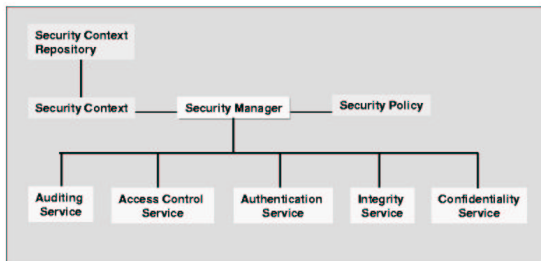 Security Context
Repository
Security Context
Security Manager
Security Policy
Auditing
Service
Access Control
Service
Authentication
Service
Integrity
Service
Confidentiality
Service